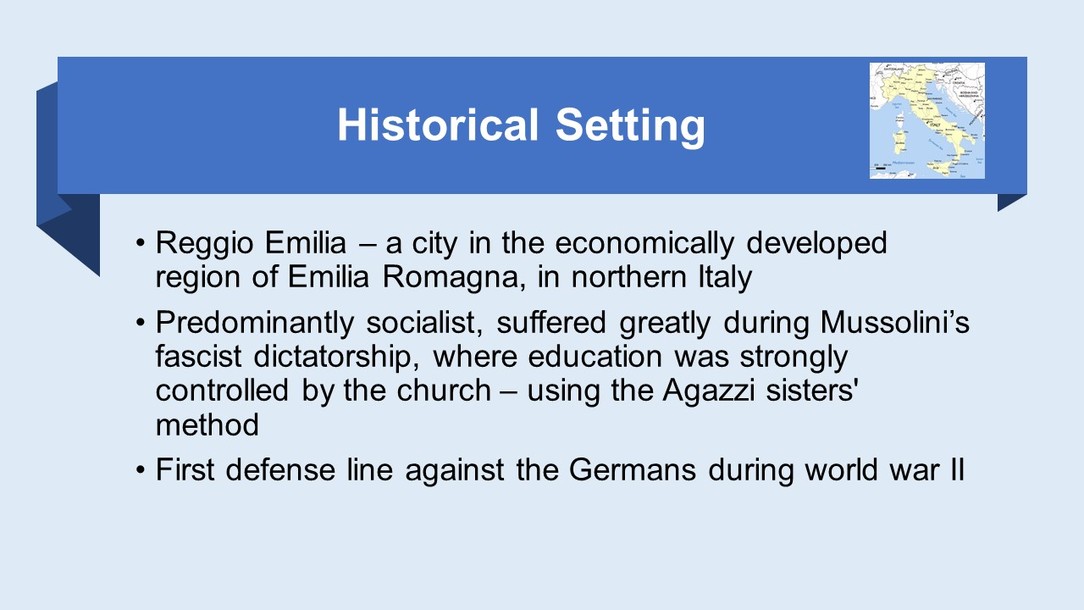 Historical Setting
• Reggio Emilia – a city in the economically developed
region of Emilia Romagna, in northern Italy
• Predominantly socialist, suffered greatly during Mussolini’s
fascist dictatorship, where education was strongly
controlled by the church – using the Agazzi sisters'
method
• First defense line against the Germans during world war II